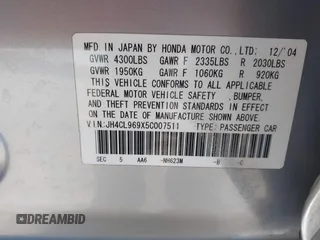 MFD IN JAPAN BY HONDA MOTOR CO.,LTD: 12/'04
GVWR 4300LBS GAWR F 2335LBS R 2030LBS
GVWR 1950KG GAWR F 1060KG R 920KG
THIS VEHICLE CONFORMS TO ALL APPLICABLE
FEDERAL MOTOR VEHICLE SAFETY ,BUMPER,
AND THEFT PREVENTION STANDARDS IN EFFECT
ON THE DATE OF MANUFACTURE SHOWN ABOVE.
V I N:JH4CL969X5C007511 TYPE:PASSENGER CAR
SEC 5 AA6 -NH623M -B -C
DREAMBID